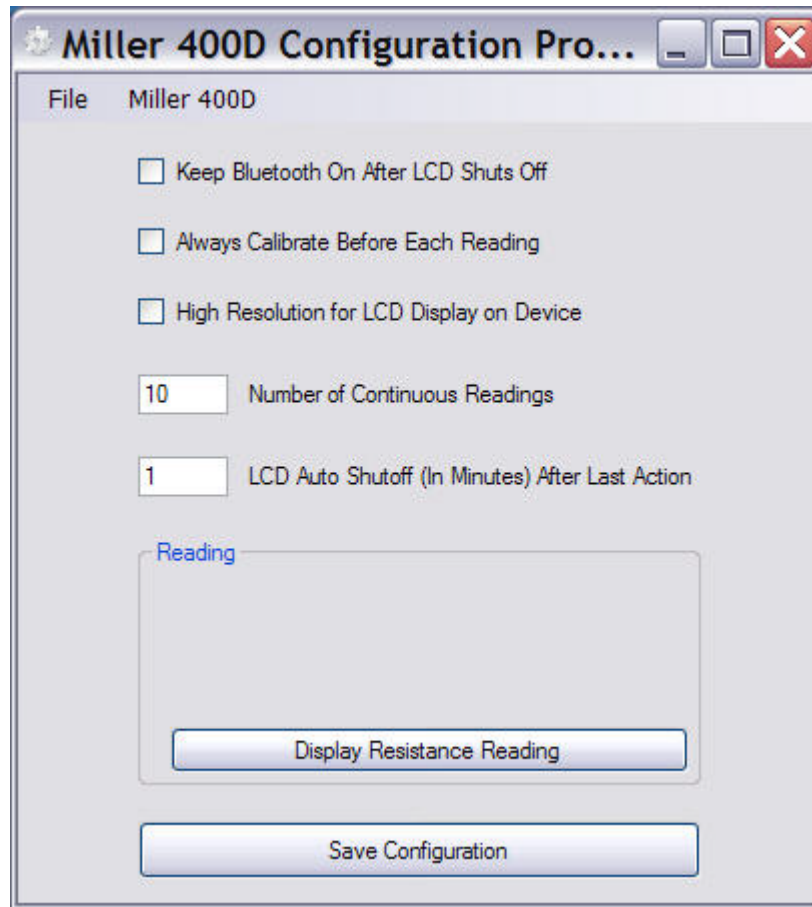 Miller 400D Configuration Pro...
File Miller 400D
Keep Bluetooth On After LCD Shuts Off
Always Calibrate Before Each Reading
High Resolution for LCD Display on Device
10 Number of Continuous Readings
1 LCD Auto Shutoff (In Minutes) After Last Action
Reading
Display Resistance Reading
Save Configuration